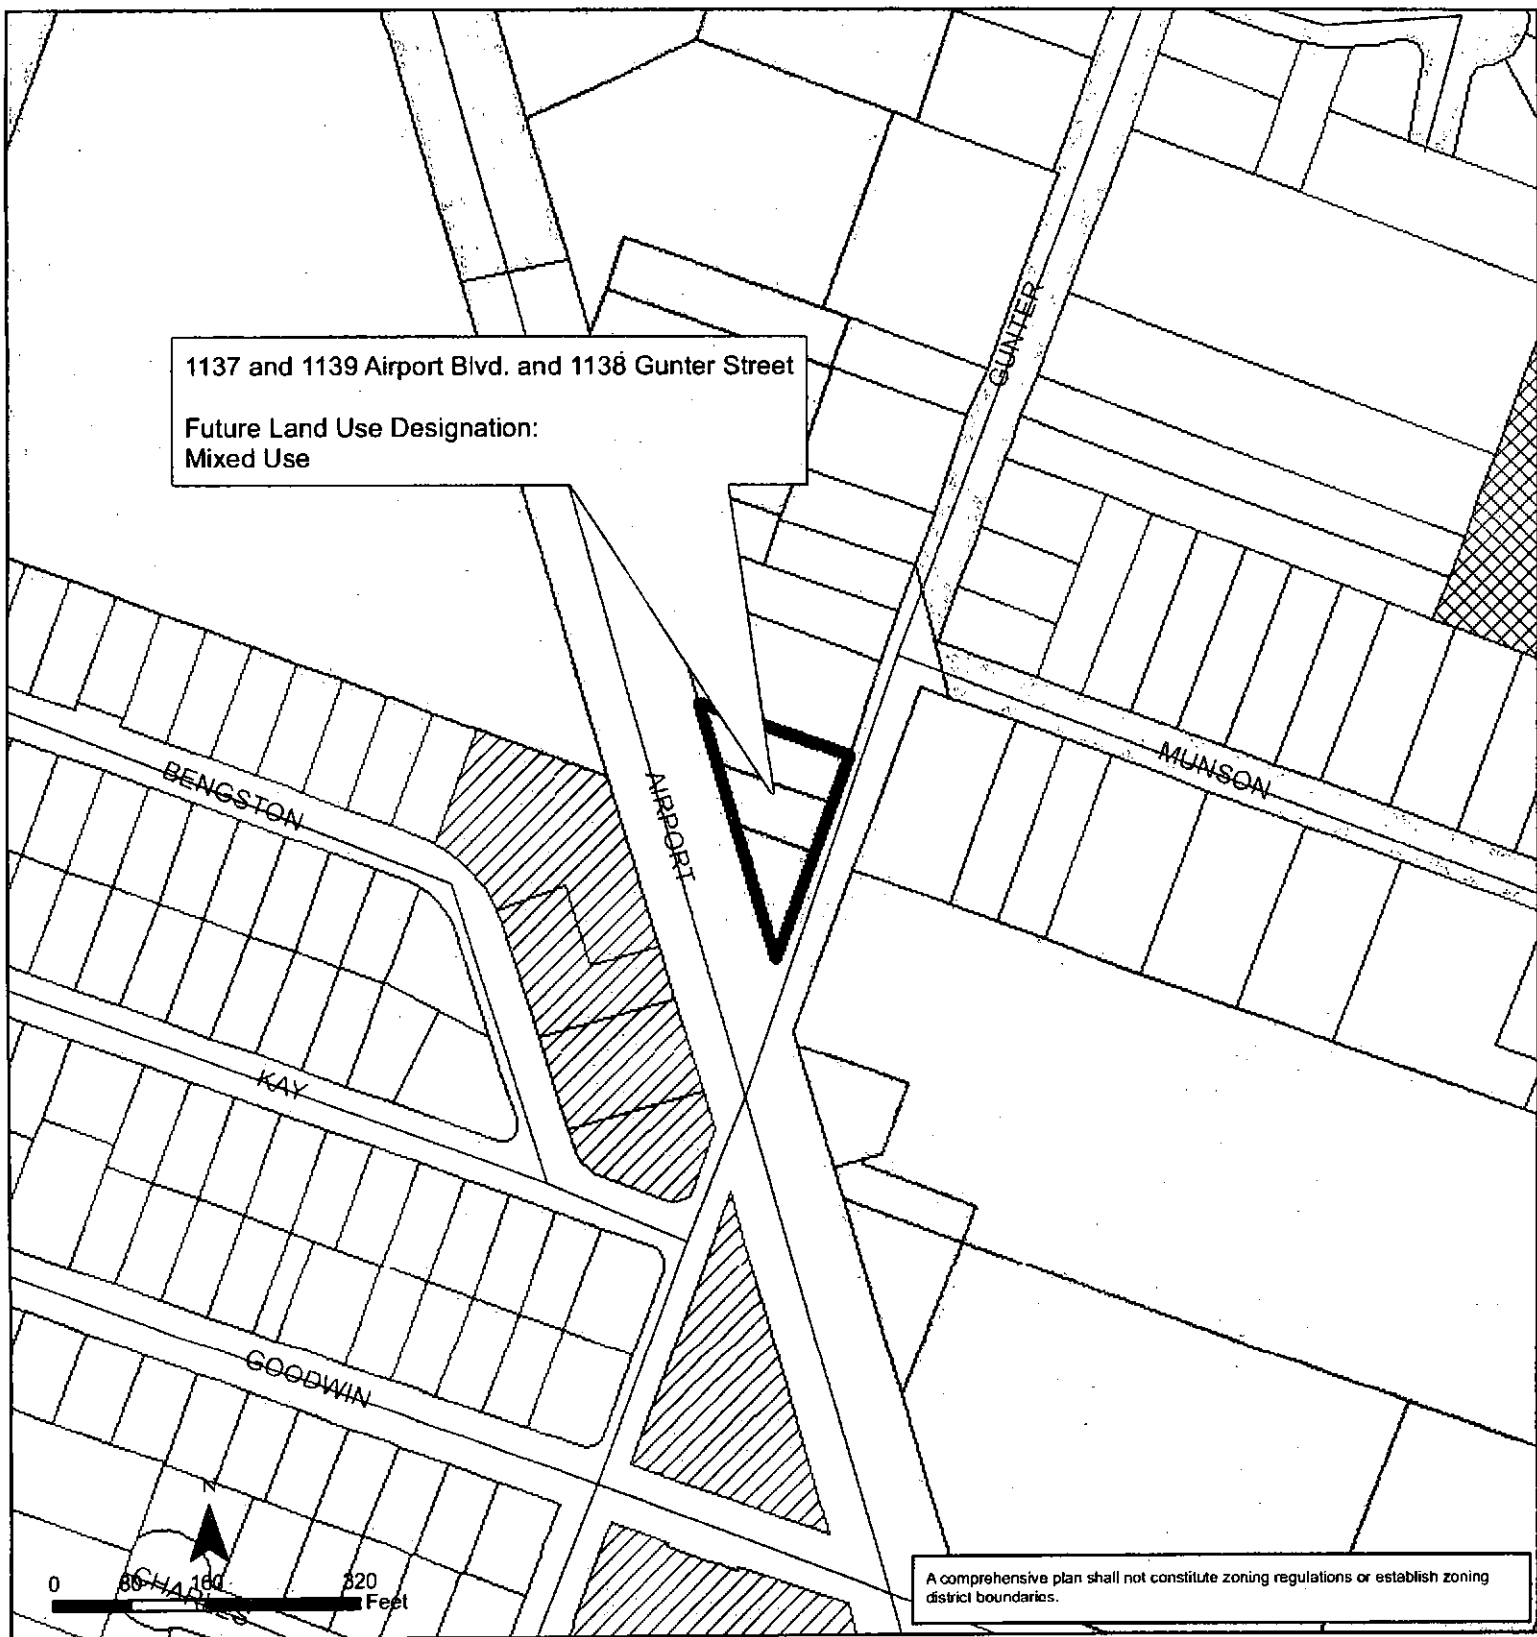 1137 and 1139 Airport Blvd. and 1138 Gunter Street
Future Land Use Designation:
Mixed Use
GUNTER
MUNSON
AIRPORT
BENGSTON
KAY
GOODWIN
N
CHARLES
0 80 160 320
Feet
A comprehensive plan shall not constitute zoning regulations or establish zoning
district boundaries.